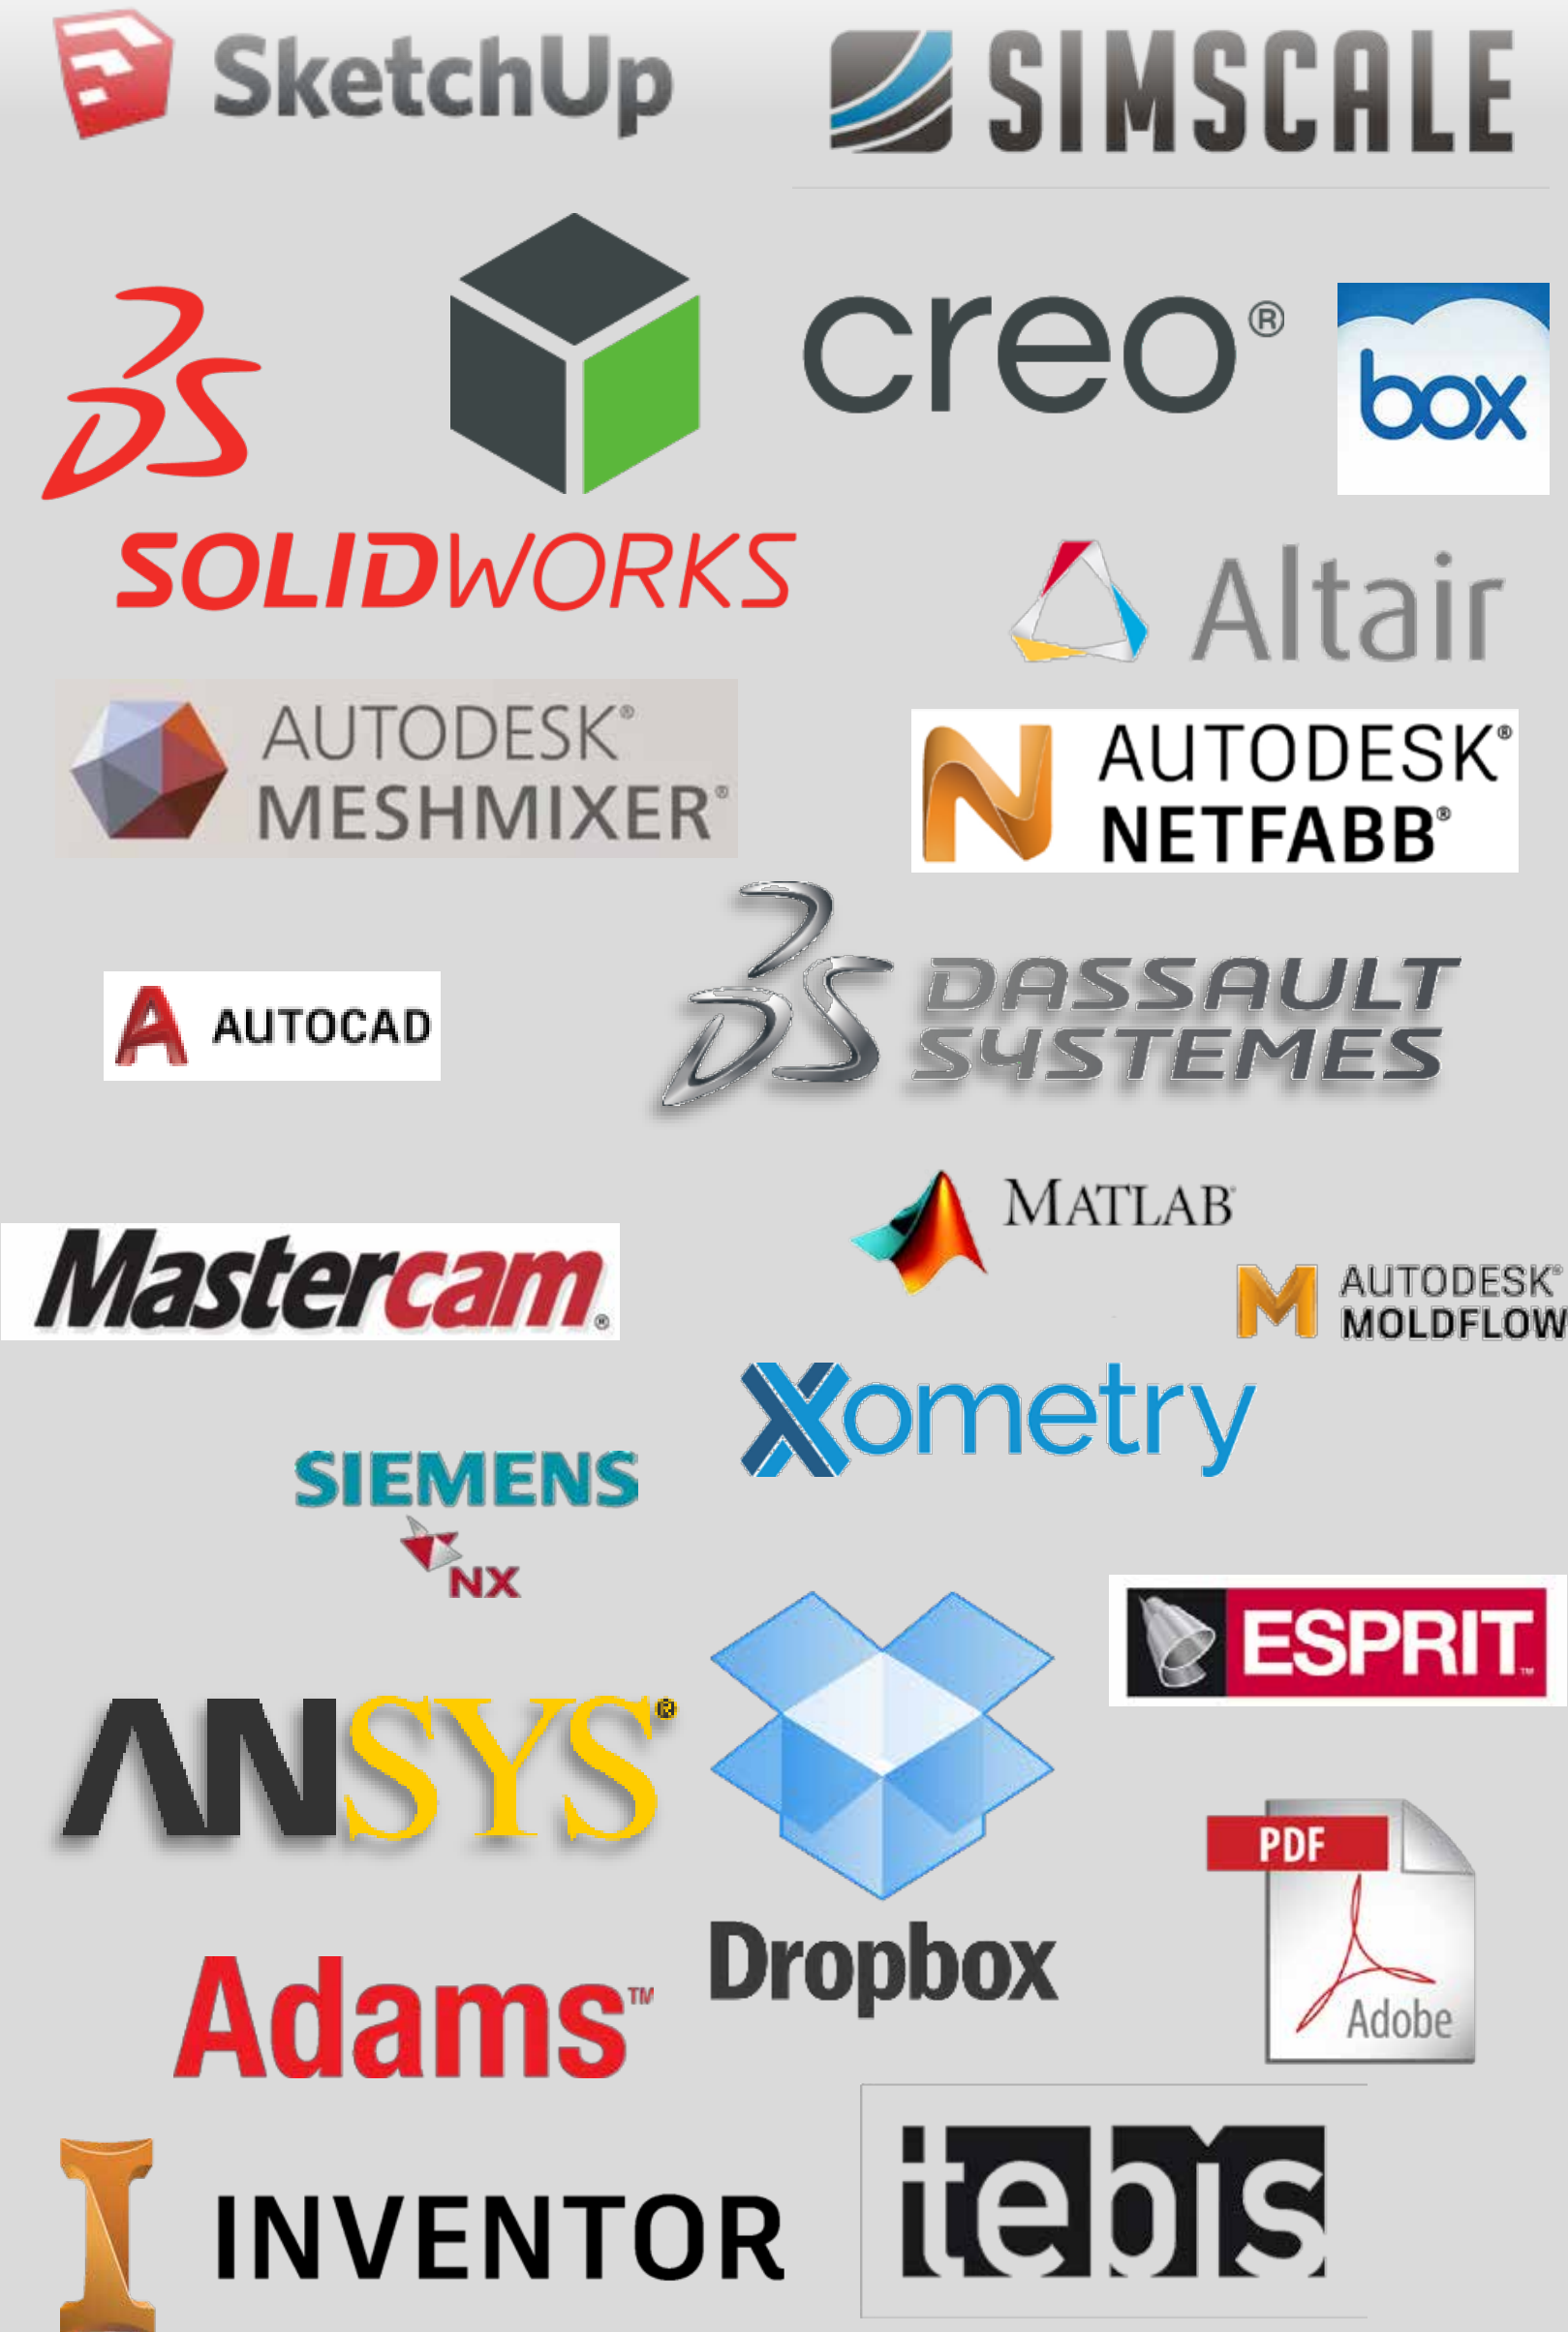 SketchUp
SIMSCALE
creo®
box
SOLIDWORKS
Altair
AUTODESK®
MESHMIXER®
AUTODESK®
NETFABB®
AUTOCAD
DASSAULT
SYSTEMES
MATLAB®
Mastercam®
AUTODESK®
MOLDFLOW
Xometry
SIEMENS
NX
ESPRIT™
ANSYS®
PDF
Adobe
Dropbox
Adams™
INVENTOR
tebis